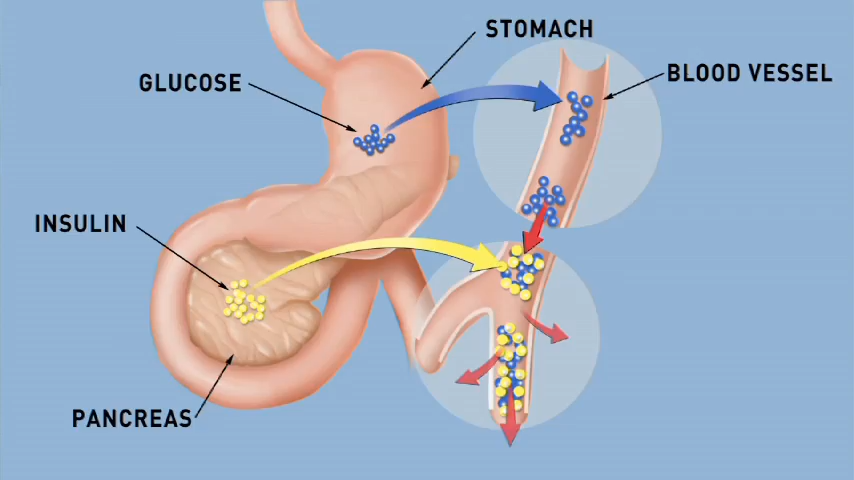 STOMACH
GLUCOSE
BLOOD VESSEL
INSULIN
PANCREAS